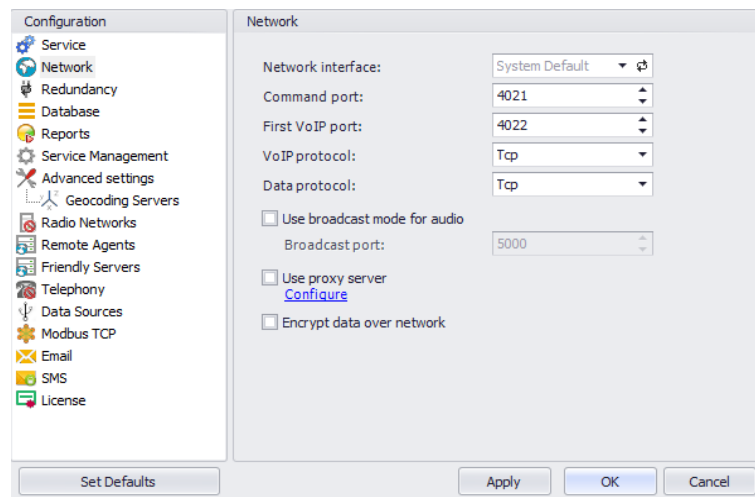 Configuration
Service
Network
Redundancy
Database
Reports
Service Management
Advanced settings
Geocoding Servers
Radio Networks
Remote Agents
Friendly Servers
Telephony
Data Sources
Modbus TCP
Email
SMS
License
Set Defaults
Network
Network interface: System Default
Command port: 4021
First VoIP port: 4022
VoIP protocol: Tcp
Data protocol: Tcp
Use broadcast mode for audio
Broadcast port: 5000
Use proxy server
Configure
Encrypt data over network
Apply OK Cancel